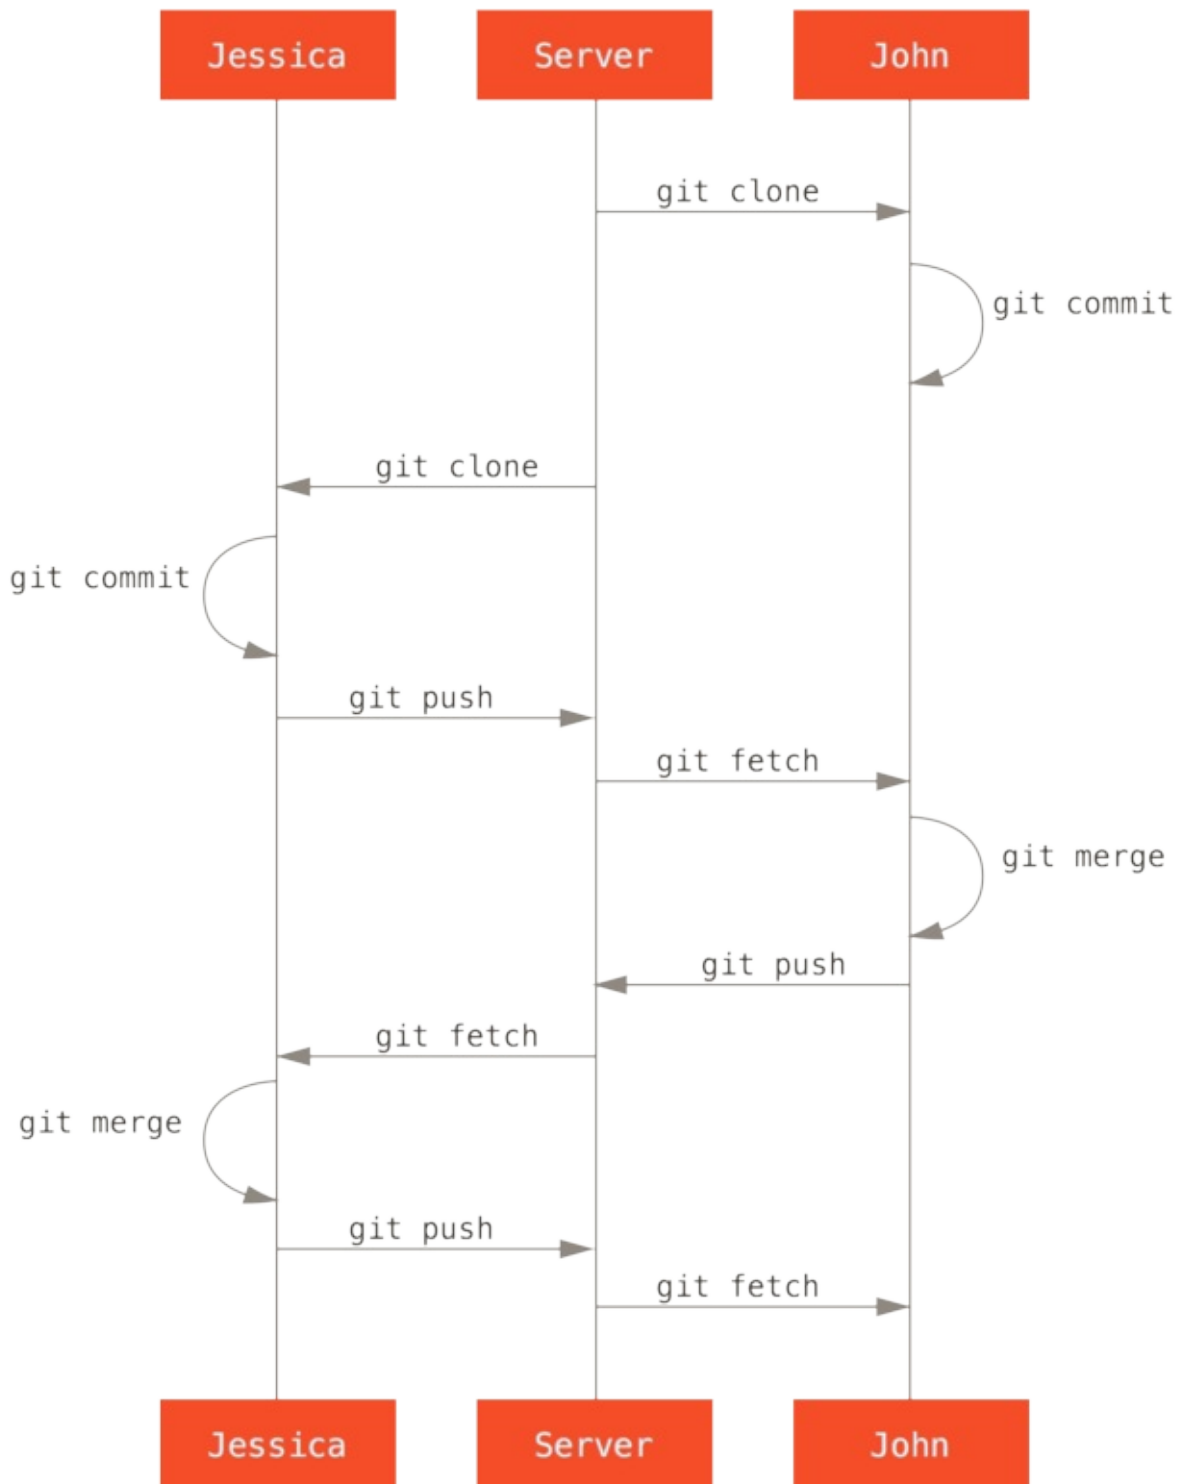 Jessica
Server
John
git clone
git commit
git clone
git commit
git push
git fetch
git merge
git push
git fetch
git merge
git push
git fetch
Jessica
Server
John